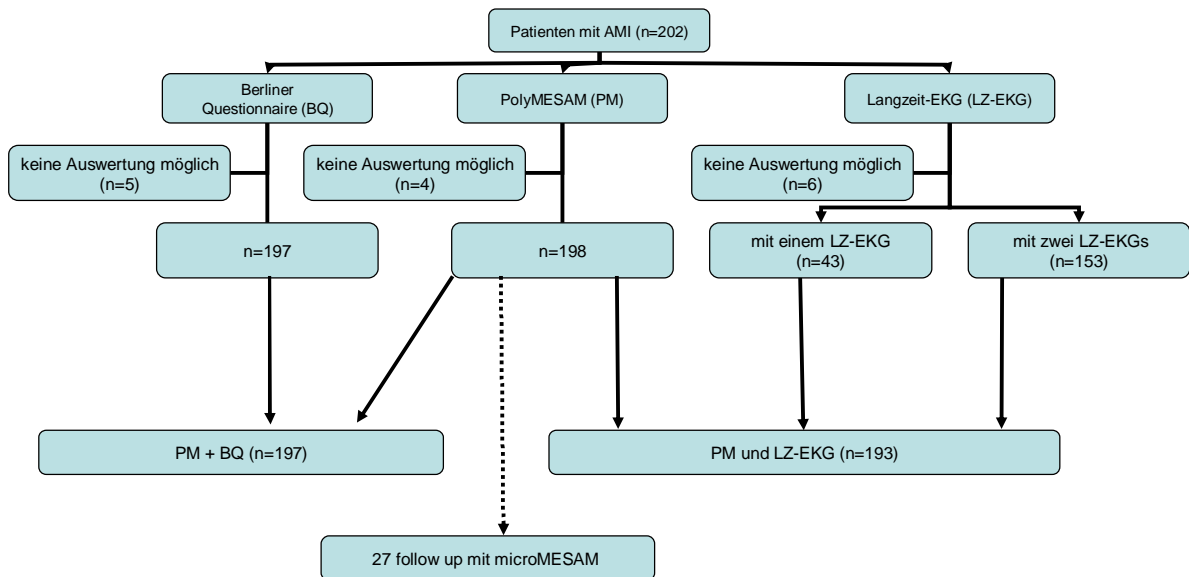 Patienten mit AMI (n=202)
Berliner
Questionnaire (BQ)
PolyMESAM (PM)
Langzeit-EKG (LZ-EKG)
keine Auswertung möglich
(n=5)
keine Auswertung möglich
(n=4)
keine Auswertung möglich
(n=6)
n=197
n=198
mit einem LZ-EKG
(n=43)
mit zwei LZ-EKGs
(n=153)
PM + BQ (n=197)
PM und LZ-EKG (n=193)
27 follow up mit microMESAM